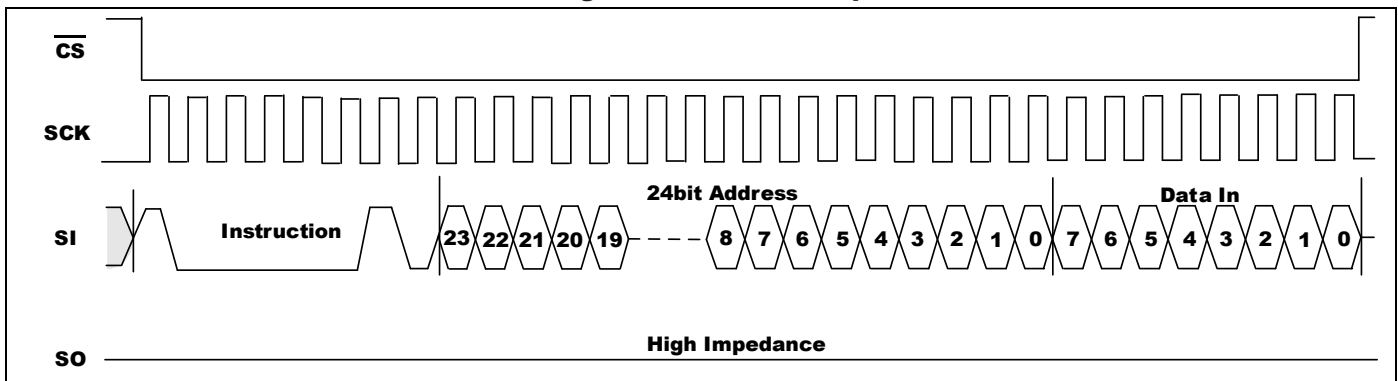 CS
SCK
24bit Address
Data In
SI
Instruction
23 22 21 20 19 8 7 6 5 4 3 2 1 0 7 6 5 4 3 2 1 0
High Impedance
SO